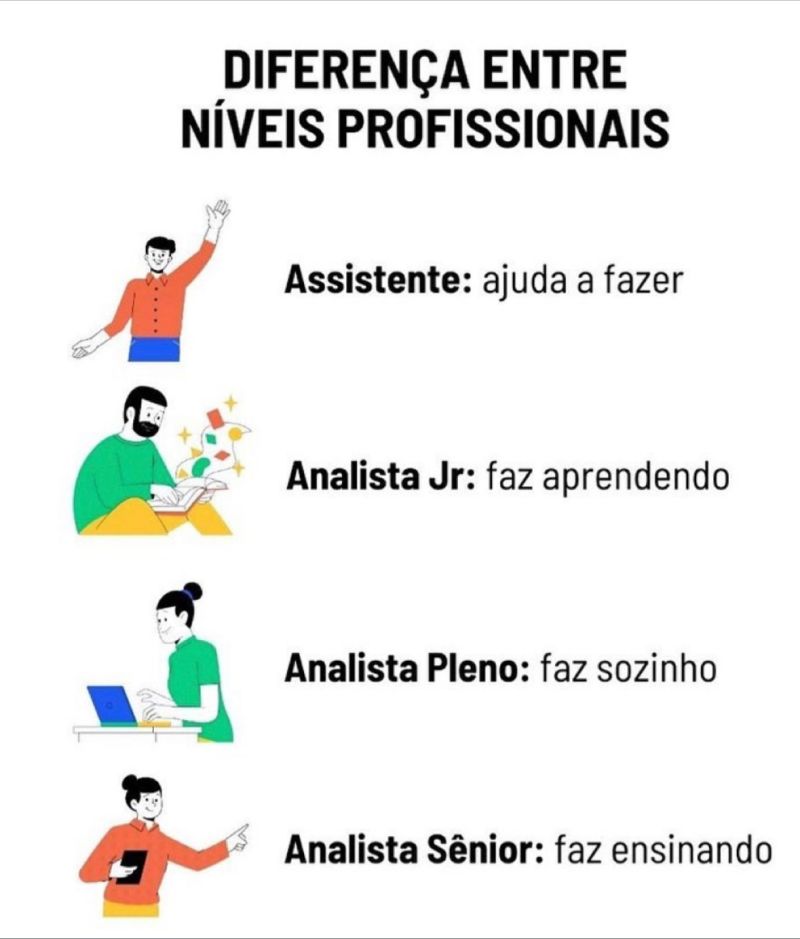 DIFERENÇA ENTRE
NÍVEIS PROFISSIONAIS
Assistente: ajuda a fazer
Analista Jr: faz aprendendo
Analista Pleno: faz sozinho
Analista Sênior: faz ensinando